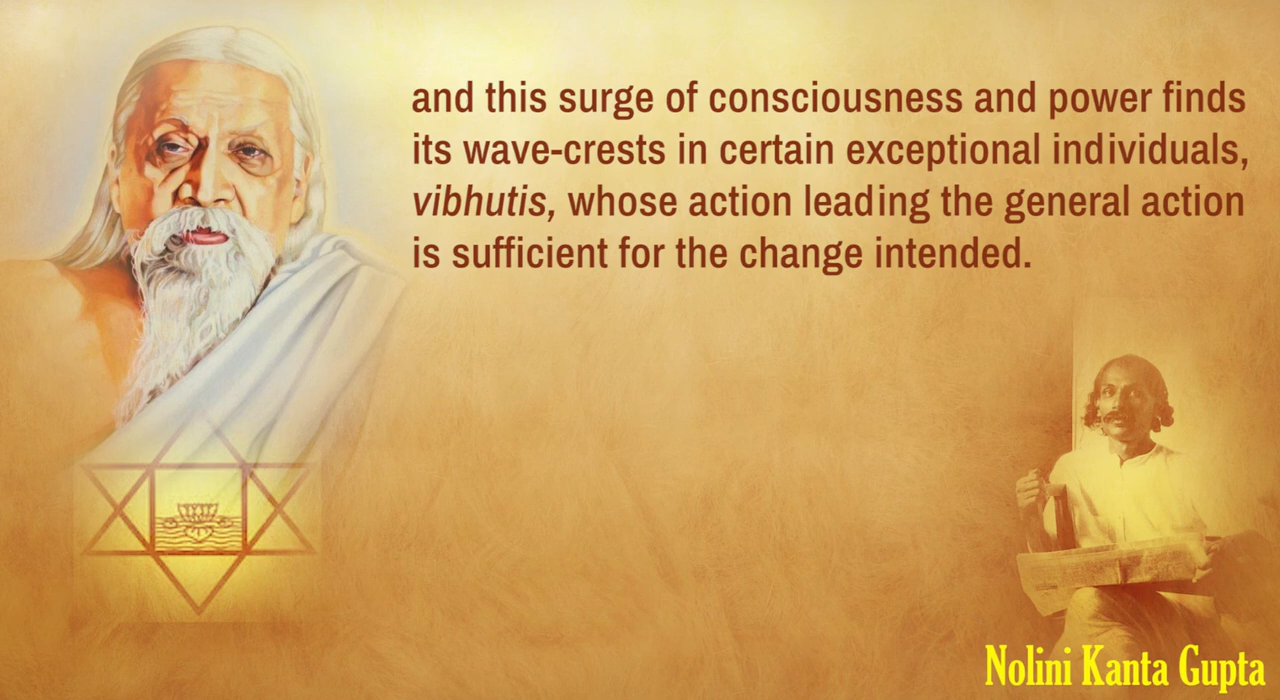 and this surge of consciousness and power finds
its wave-crests in certain exceptional individuals,
vibhutis, whose action leading the general action
is sufficient for the change intended.
Nolini Kanta Gupta